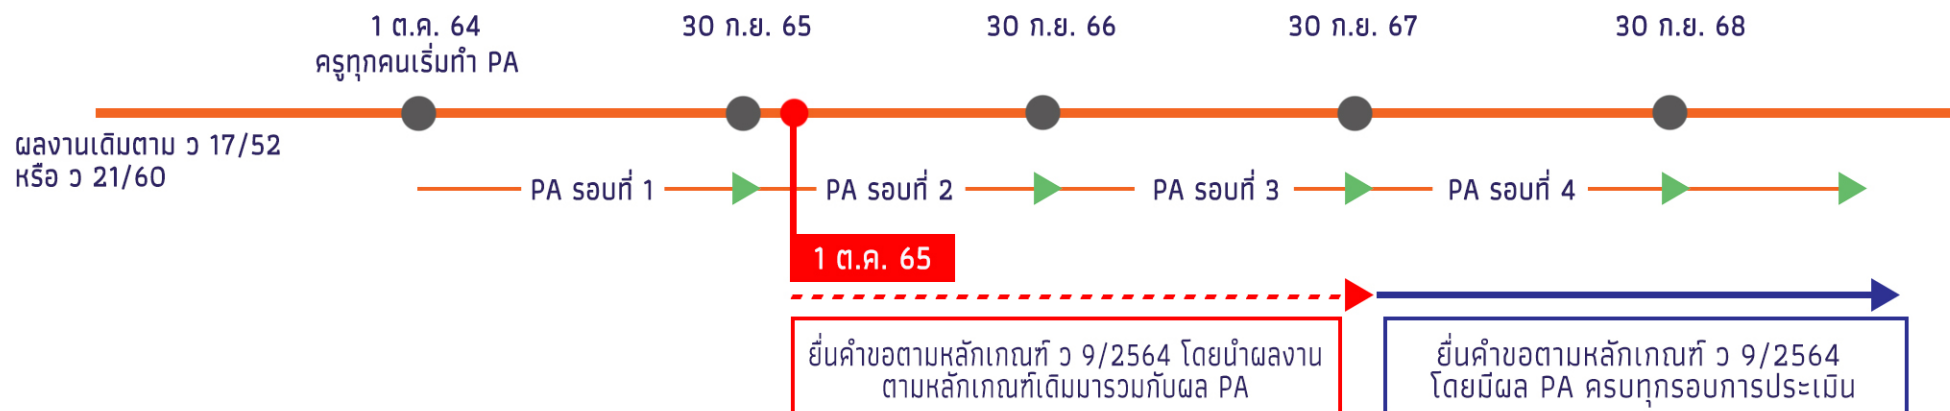 1 ต.ค. 64
ครูทุกคนเริ่มทำ PA
30 ก.ย. 65
30 ก.ย. 66
30 ก.ย. 67
30 ก.ย. 68
ผลงานเดิมตาม ว 17/52
หรือ ว 21/60
PA รอบที่ 1
PA รอบที่ 2
PA รอบที่ 3
PA รอบที่ 4
1 ต.ค. 65
ยื่นคำขอตามหลักเกณฑ์ ว 9/2564 โดยนำผลงาน
ตามหลักเกณฑ์เดิมมารวมกับผล PA
ยื่นคำขอตามหลักเกณฑ์ ว 9/2564
โดยมีผล PA ครบทุกรอบการประเมิน